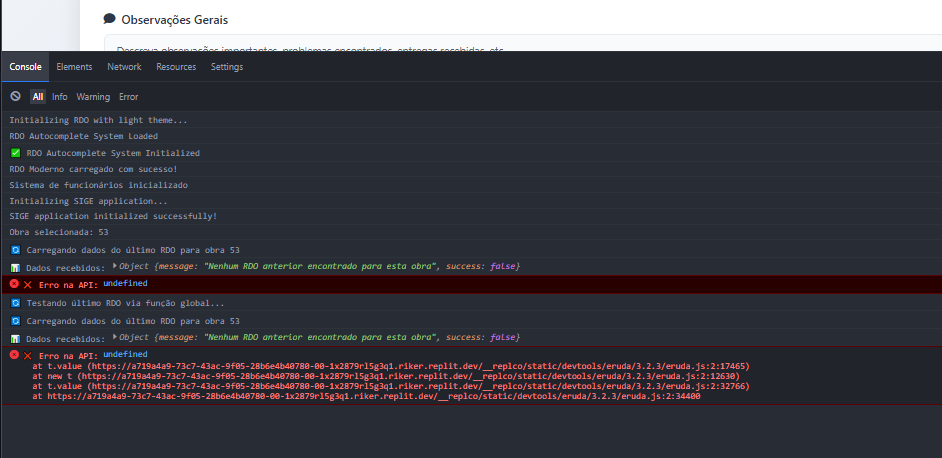 Observações Gerais
Descreva observações importantes, problemas encontrados, entregas recebidas, etc.
Console Elements Network Resources Settings
All Info Warning Error
Initializing RDO with light theme...
RDO Autocomplete System Loaded
✅ RDO Autocomplete System Initialized
RDO Moderno carregado com sucesso!
Sistema de funcionários inicializado
Initializing SIGE application...
SIGE application initialized successfully!
Obra selecionada: 53
🔄 Carregando dados do último RDO para obra 53
📊 Dados recebidos: ▶Object {message: "Nenhum RDO anterior encontrado para esta obra", success: false}
❌ Erro na API: undefined
🔄 Testando último RDO via função global...
🔄 Carregando dados do último RDO para obra 53
📊 Dados recebidos: ▶Object {message: "Nenhum RDO anterior encontrado para esta obra", success: false}
❌ Erro na API: undefined
at t.value (https://a719a4a9-73c7-43ac-9f05-28b6e4b40780-00-1x2879rl5g3q1.riker.replit.dev/__replco/static/devtools/eruda/3.2.3/eruda.js:2:17465)
at new t (https://a719a4a9-73c7-43ac-9f05-28b6e4b40780-00-1x2879rl5g3q1.riker.replit.dev/__replco/static/devtools/eruda/3.2.3/eruda.js:2:12630)
at t.value (https://a719a4a9-73c7-43ac-9f05-28b6e4b40780-00-1x2879rl5g3q1.riker.replit.dev/__replco/static/devtools/eruda/3.2.3/eruda.js:2:32766)
at https://a719a4a9-73c7-43ac-9f05-28b6e4b40780-00-1x2879rl5g3q1.riker.replit.dev/__replco/static/devtools/eruda/3.2.3/eruda.js:2:34400